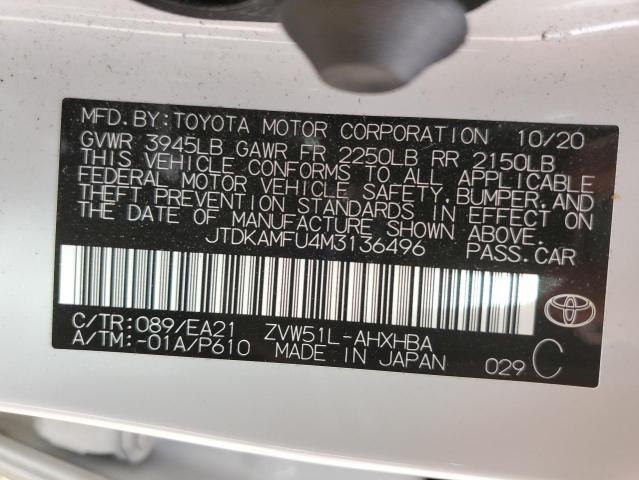 MFD. BY: TOYOTA MOTOR CORPORATION 10/20
GVWR 3945LB GAWR FR 2250LB RR 2150LB
THIS VEHICLE CONFORMS TO ALL APPLICABLE
FEDERAL MOTOR VEHICLE SAFETY, BUMPER, AND
THEFT PREVENTION STANDARDS IN EFFECT ON
THE DATE OF MANUFACTURE SHOWN ABOVE.
JTDKAMFU4M3136496 PASS.CAR
C/TR:089/EA21 ZVW51L-AHXHBA
A/TM:-01A/P610 MADE IN JAPAN 029 C